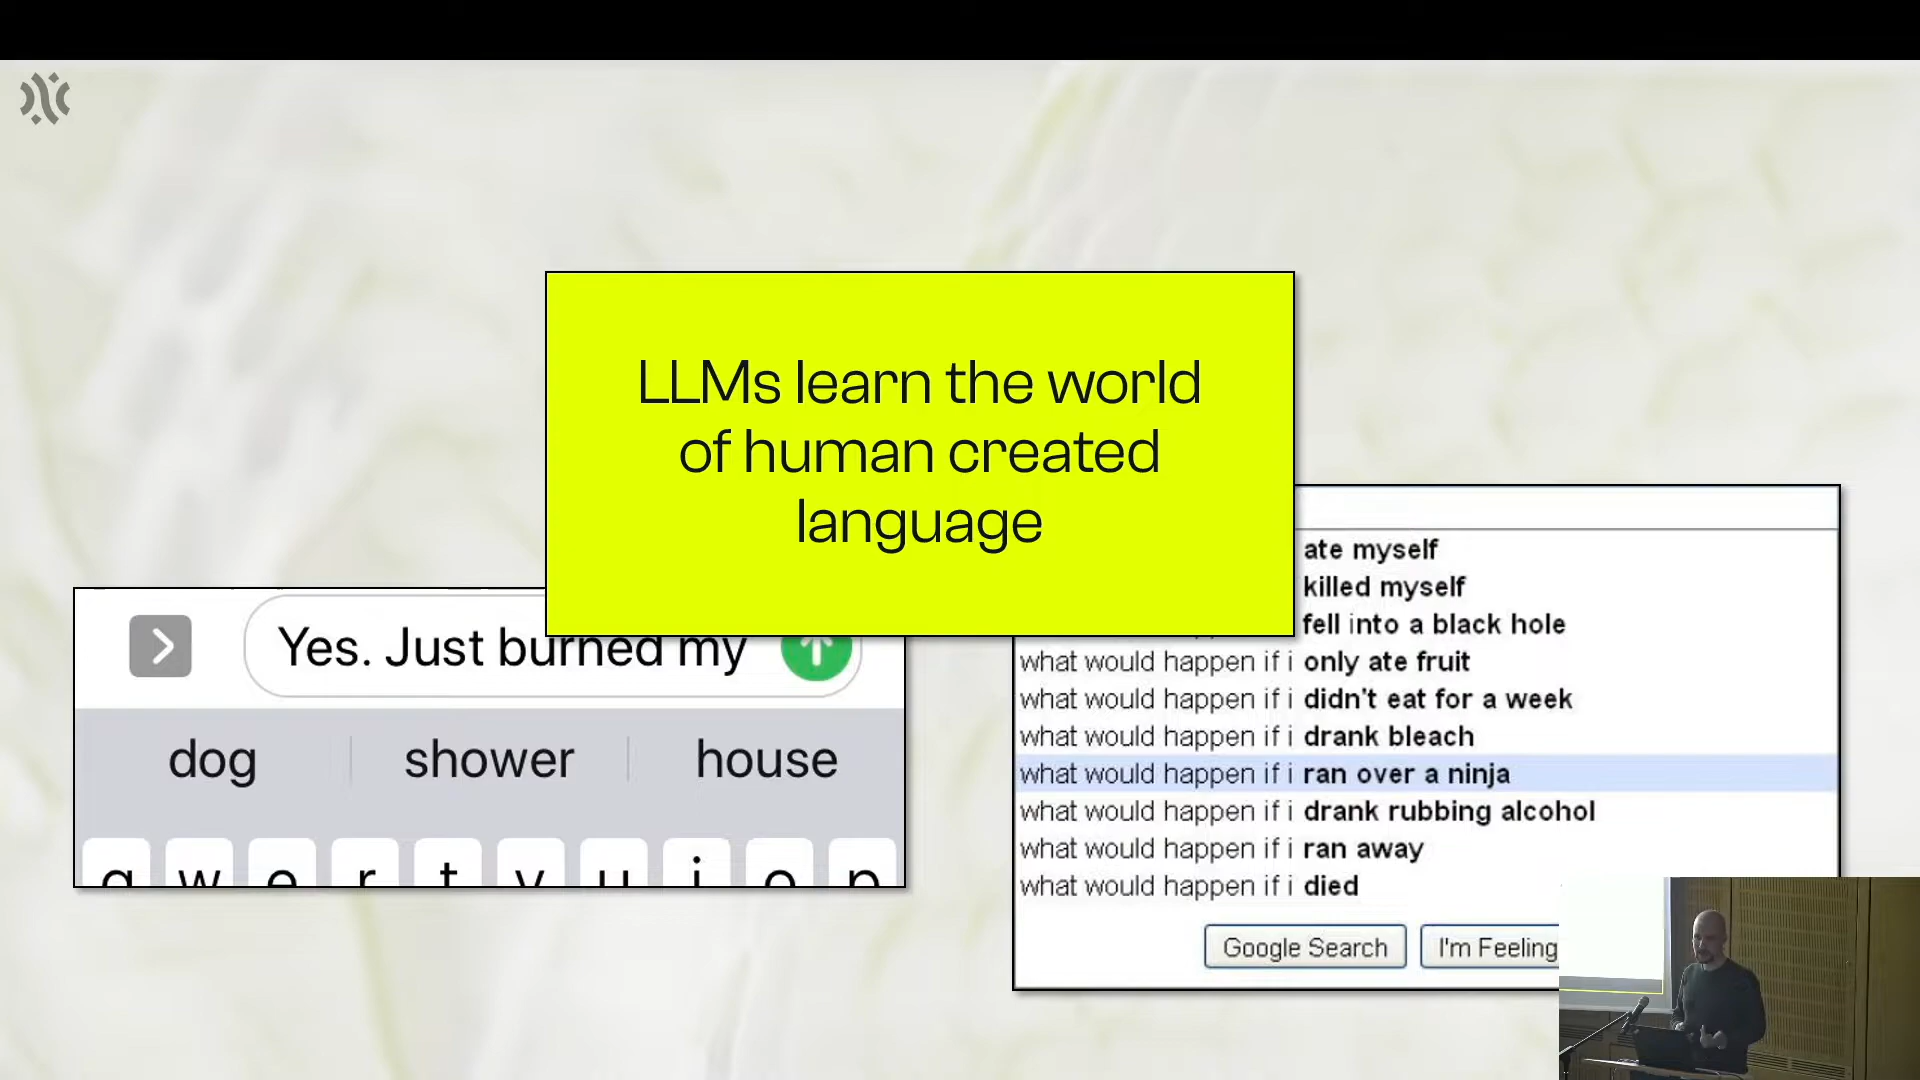 LLMs learn the world
of human created
language
Yes. Just burned my
dog shower house
q w e r t y u i o p
ate myself
killed myself
fell into a black hole
what would happen if i only ate fruit
what would happen if i didn't eat for a week
what would happen if i drank bleach
what would happen if i ran over a ninja
what would happen if i drank rubbing alcohol
what would happen if i ran away
what would happen if i died
Google Search I'm Feeling